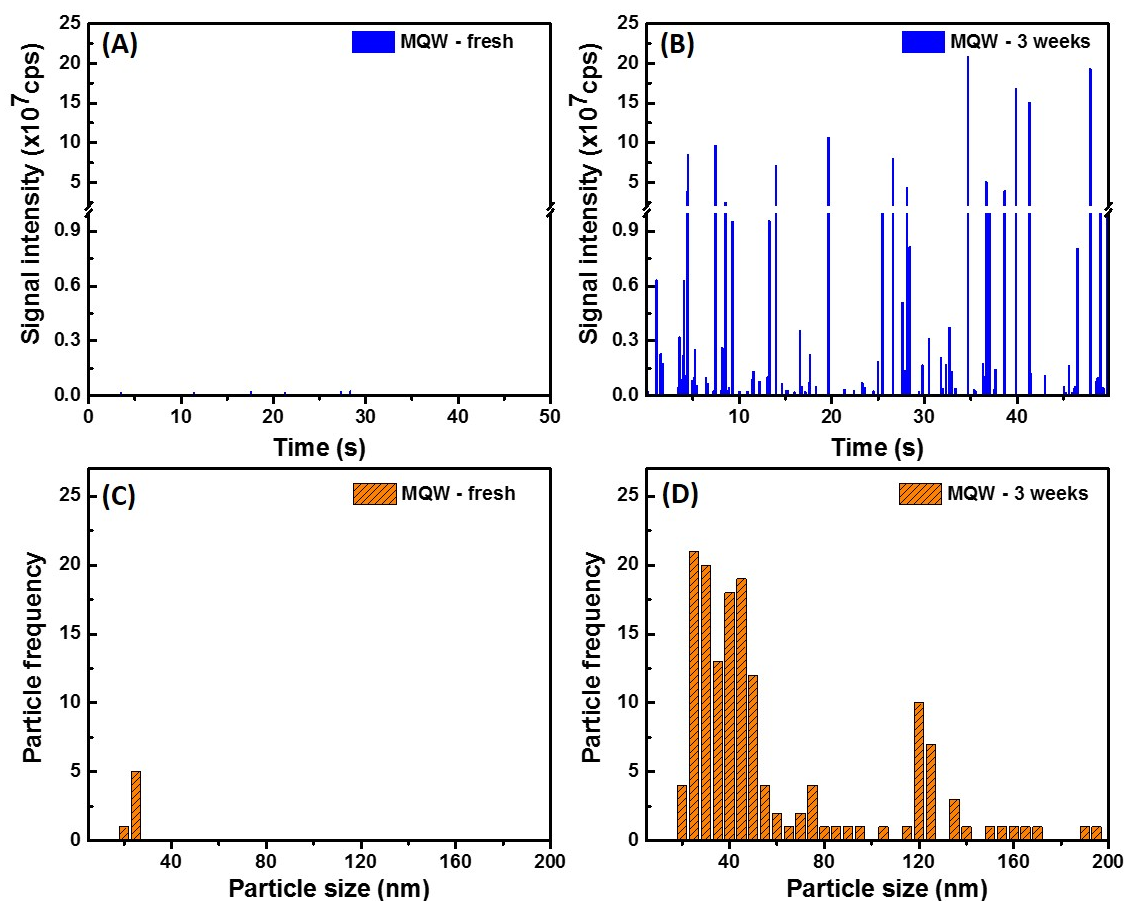 (A)
MQW - fresh
Signal intensity (x10⁷cps)
25
20
15
10
5
0.9
0.6
0.3
0.0
0 10 20 30 40 50
Time (s)
(B)
MQW - 3 weeks
Signal intensity (x10⁷cps)
25
20
15
10
5
0.9
0.6
0.3
0.0
10 20 30 40
Time (s)
(C)
MQW - fresh
Particle frequency
25
20
15
10
5
0
40 80 120 160 200
Particle size (nm)
(D)
MQW - 3 weeks
Particle frequency
25
20
15
10
5
0
40 80 120 160 200
Particle size (nm)